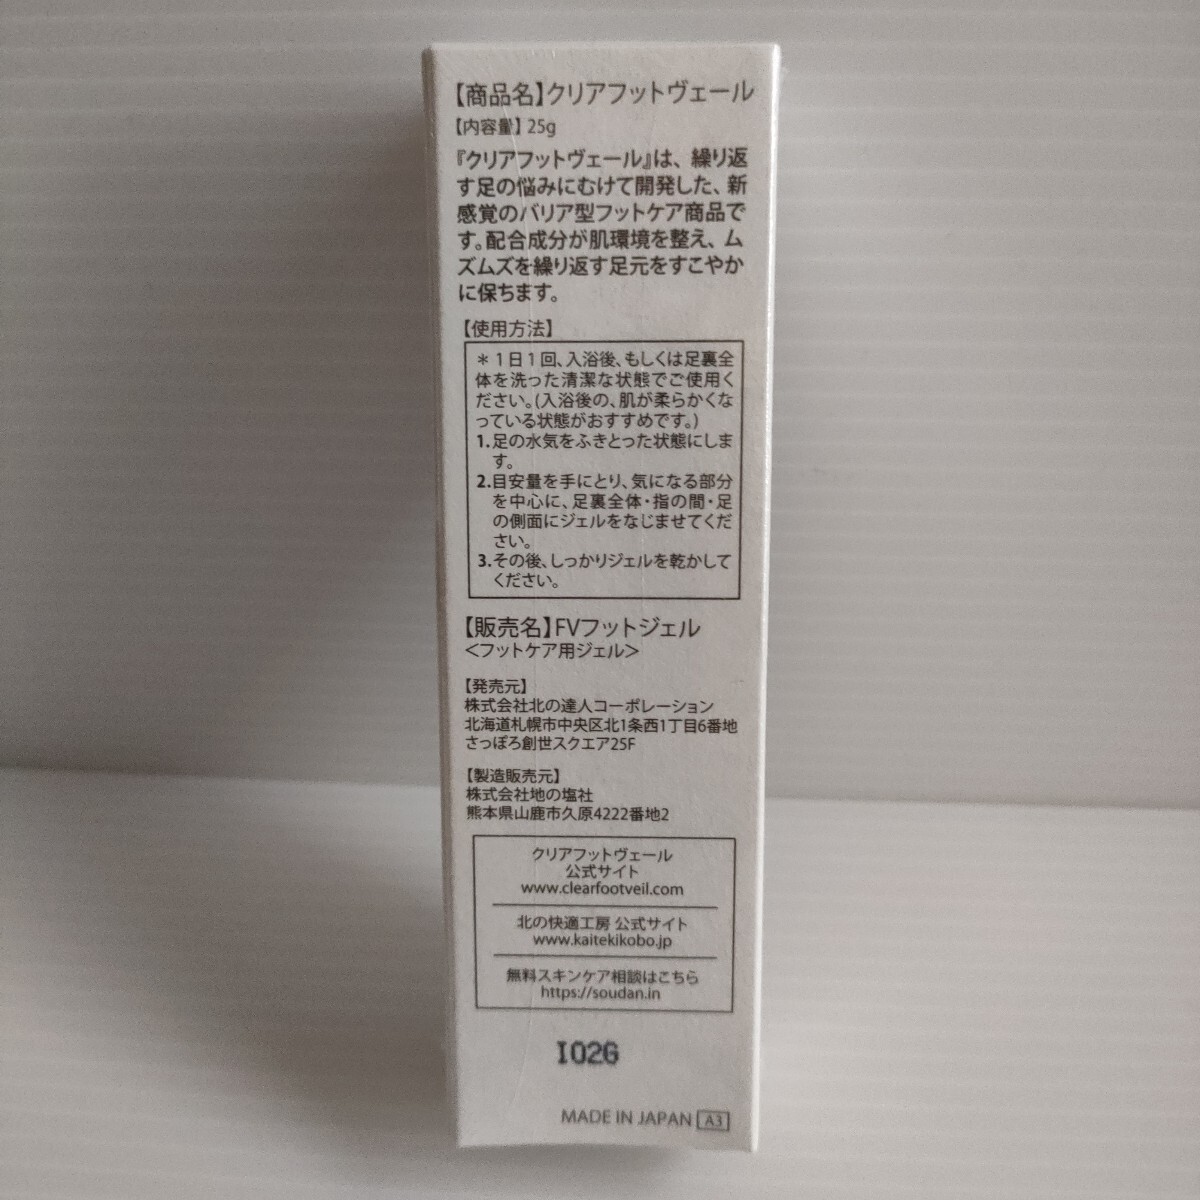 【商品名】クリアフットヴェール
【内容量】25g
『クリアフットヴェール』は、繰り返
す足の悩みにむけて開発した、新
感覚のバリア型フットケア商品で
す。配合成分が肌環境を整え、ム
ズムズを繰り返す足元をすこやか
に保ちます。
【使用方法】
＊1日1回、入浴後、もしくは足裏全
体を洗った清潔な状態でご使用く
ださい。(入浴後の、肌が柔らかくな
っている状態がおすすめです。)
1.足の水気をふきとった状態にしま
す。
2.目安量を手にとり、気になる部分
を中心に、足裏全体・指の間・足
の側面にジェルをなじませてくだ
さい。
3.その後、しっかりジェルを乾かして
ください。
【販売名】FVフットジェル
＜フットケア用ジェル＞
【発売元】
株式会社北の達人コーポレーション
北海道札幌市中央区北1条西1丁目6番地
さっぽろ創世スクエア25F
【製造販売元】
株式会社地の塩社
熊本県山鹿市久原4222番地2
クリアフットヴェール
公式サイト
www.clearfootveil.com
北の快適工房 公式サイト
www.kaitekikobo.jp
無料スキンケア相談はこちら
https://soudan.in
I02G
MADE IN JAPAN A3